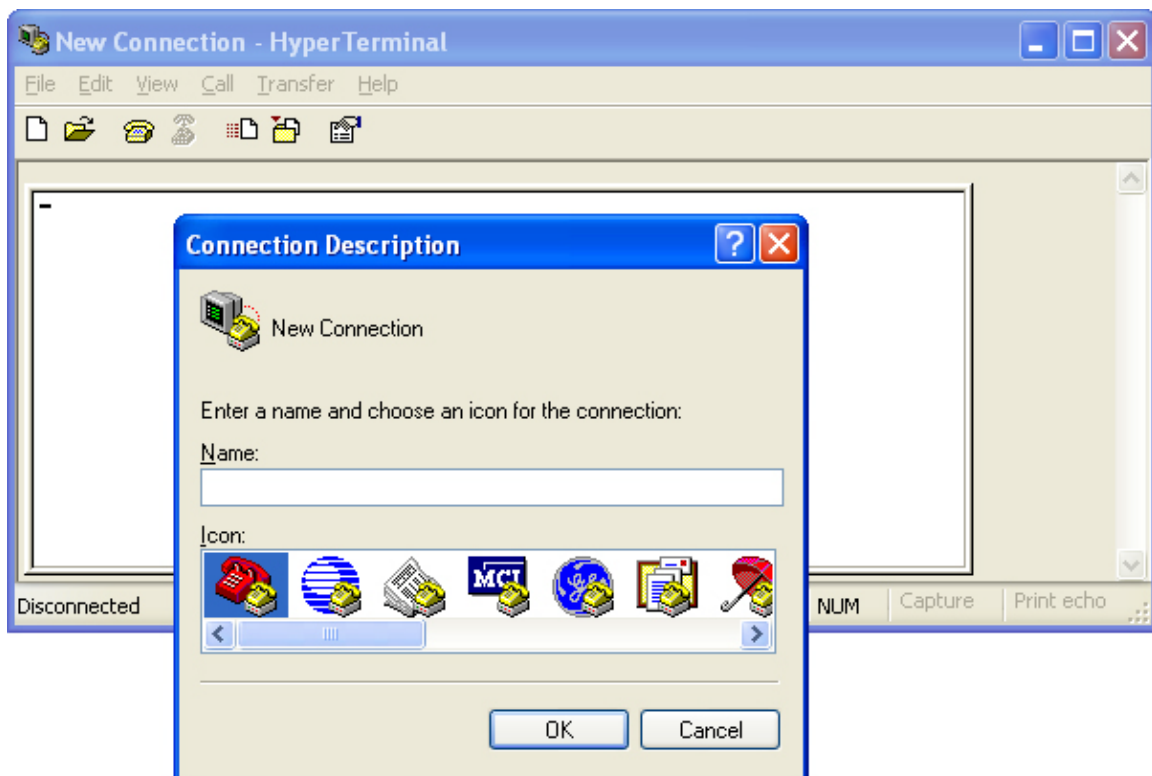 New Connection - HyperTerminal
File Edit View Call Transfer Help
Connection Description
New Connection
Enter a name and choose an icon for the connection:
Name:
Icon:
MCI
Disconnected NUM Capture Print echo
OK Cancel